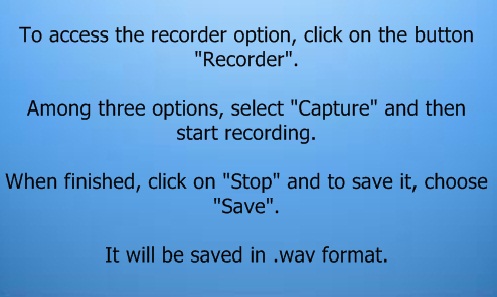 To access the recorder option, click on the button
"Recorder".
Among three options, select "Capture" and then
start recording.
When finished, click on "Stop" and to save it, choose
"Save".
It will be saved in .wav format.